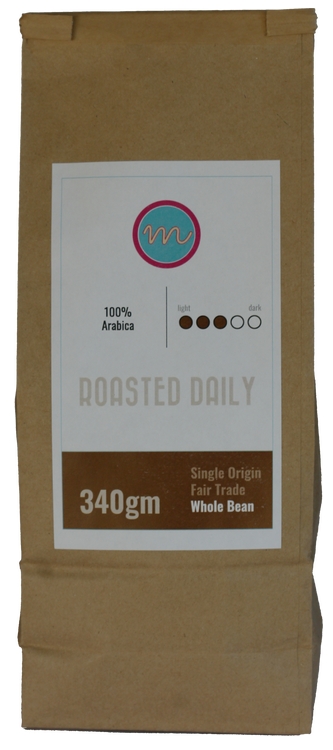 m
100%
Arabica
light dark
ROASTED DAILY
340gm
Single Origin
Fair Trade
Whole Bean